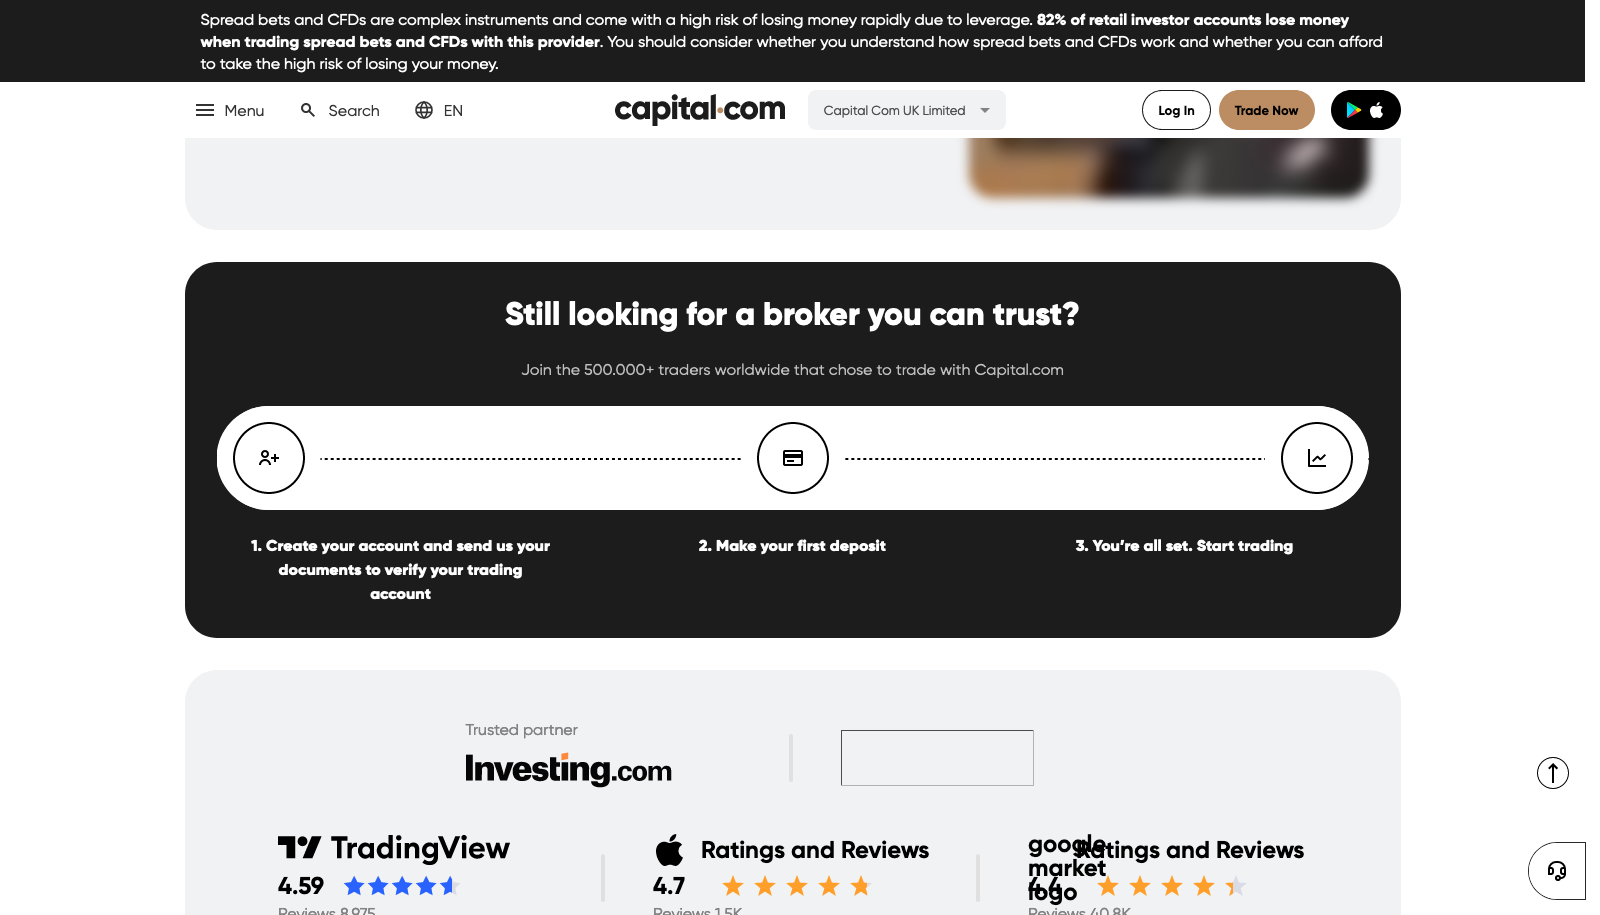 Spread bets and CFDs are complex instruments and come with a high risk of losing money rapidly due to leverage. 82% of retail investor accounts lose money
when trading spread bets and CFDs with this provider. You should consider whether you understand how spread bets and CFDs work and whether you can afford
to take the high risk of losing your money.
Menu
Search
EN
capital.com
Capital Com UK Limited
Log In
Trade Now
Still looking for a broker you can trust?
Join the 500.000+ traders worldwide that chose to trade with Capital.com
1. Create your account and send us your
documents to verify your trading
account
2. Make your first deposit
3. You’re all set. Start trading
Trusted partner
Investing.com
TradingView
4.59
Reviews 8,975
Ratings and Reviews
4.7
Reviews 1.5K
google
market
logo
Ratings and Reviews
4.4
Reviews 40.8K